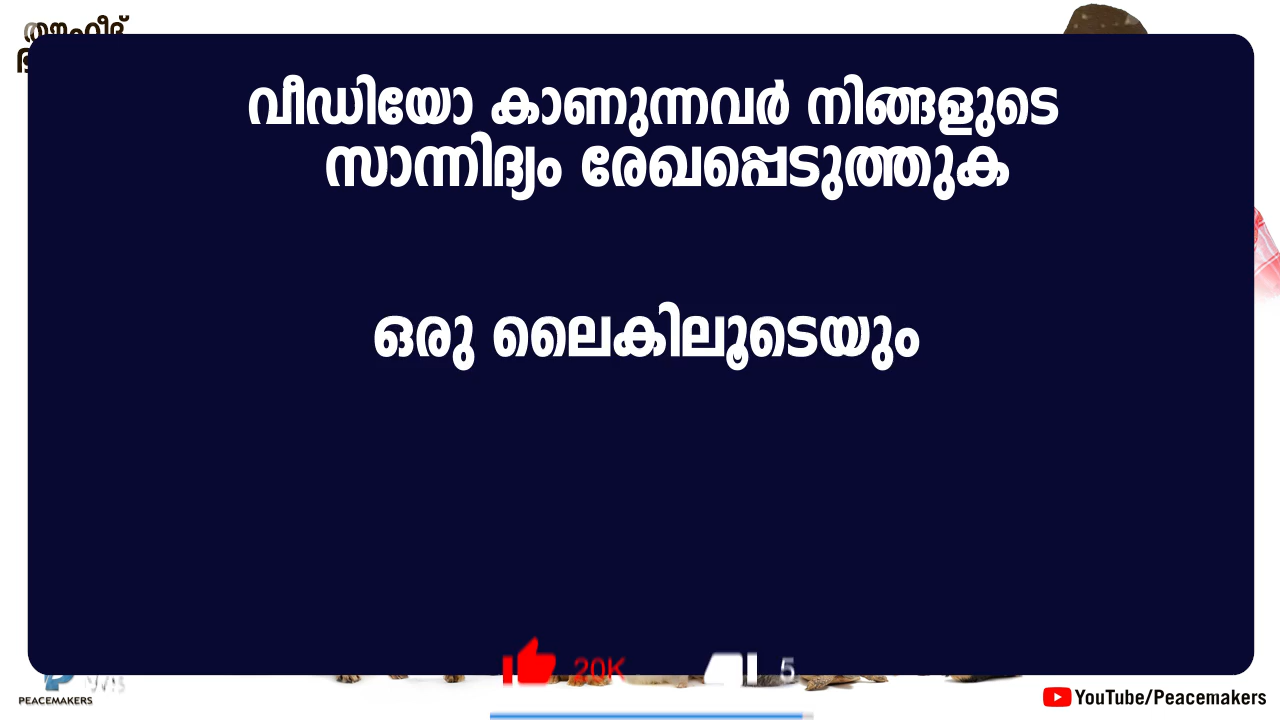 തൗഹീദ്
വീഡിയോ കാണുന്നവർ നിങ്ങളുടെ
സാന്നിദ്യം രേഖപ്പെടുത്തുക
ഒരു ലൈകിലൂടെയും
20K 5
PEACEMAKERS
YouTube/Peacemakers